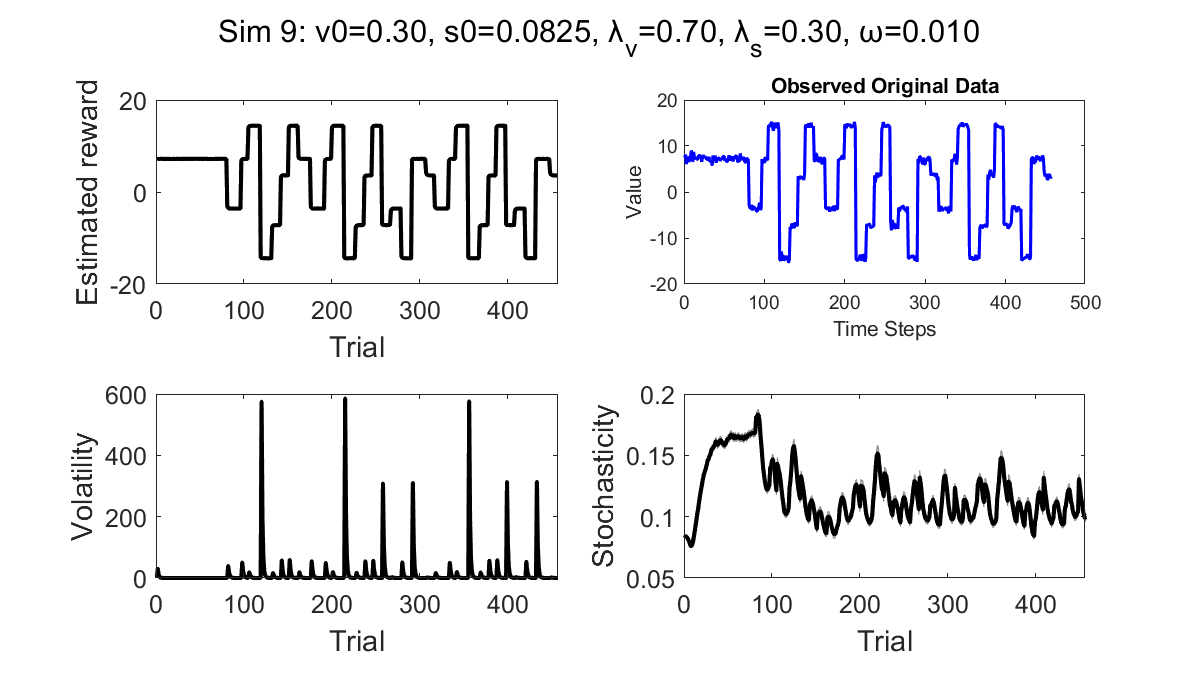 Sim 9: v0=0.30, s0=0.0825, λv=0.70, λs=0.30, ω=0.010
Estimated reward
20
0
-20
0 100 200 300 400
Trial
Observed Original Data
Value
20
10
0
-10
-20
0 100 200 300 400 500
Time Steps
Volatility
600
400
200
0
0 100 200 300 400
Trial
Stochasticity
0.2
0.15
0.1
0.05
0 100 200 300 400
Trial